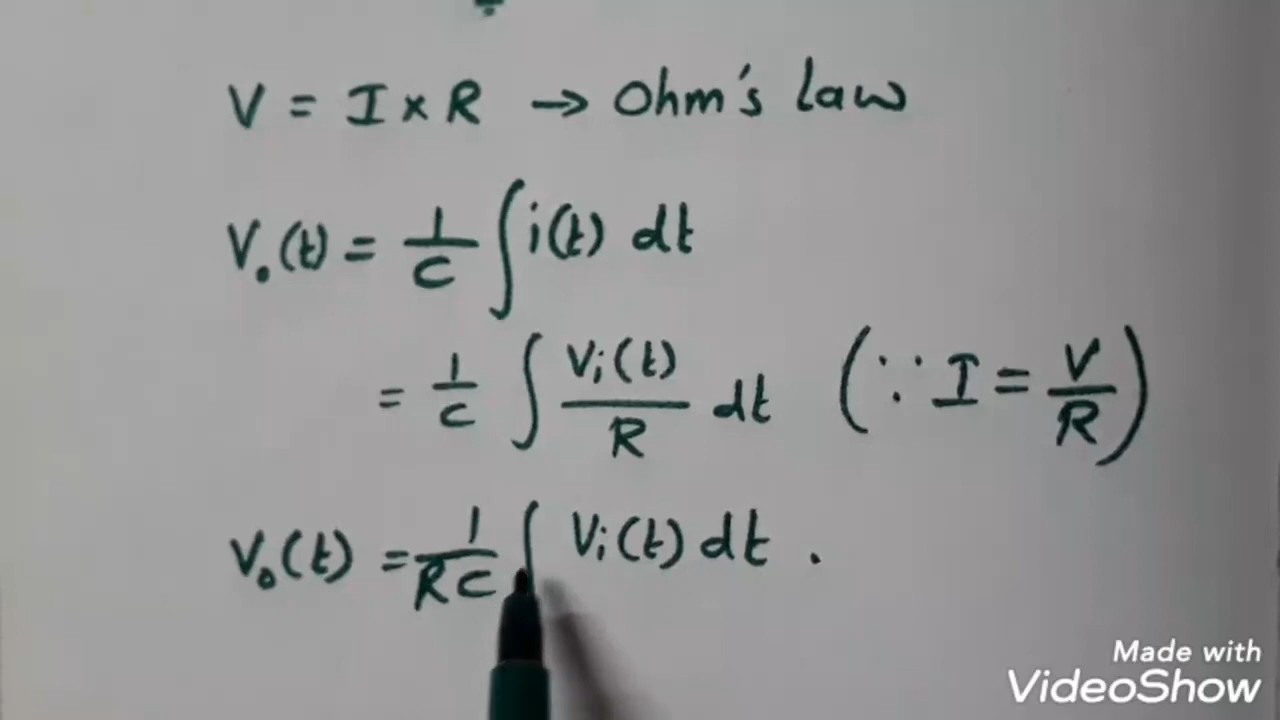 V = I × R → Ohm's law
V₀(t) = 1/C ∫ i(t) dt
= 1/C ∫ Vᵢ(t)/R dt (∵ I = V/R)
V₀(t) = 1/RC ∫ Vᵢ(t) dt .
Made with
VideoShow